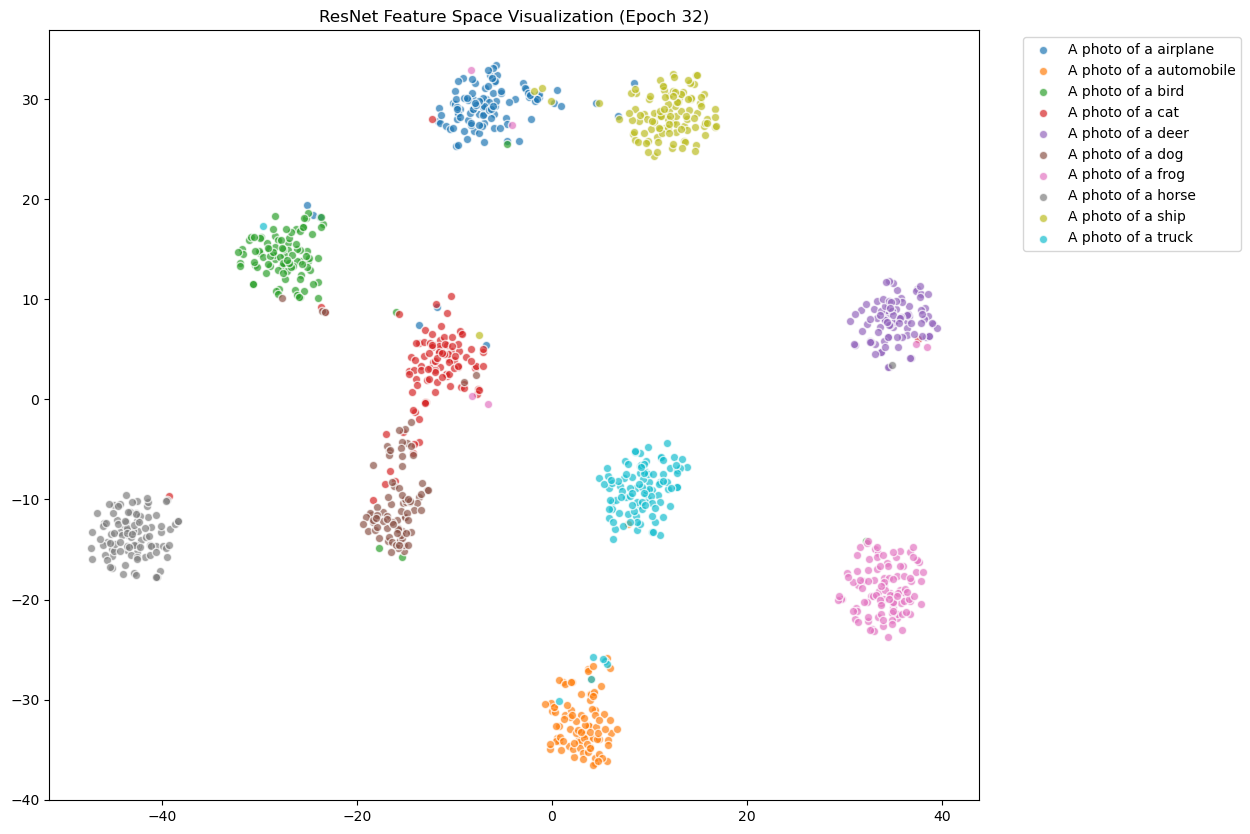 ResNet Feature Space Visualization (Epoch 32)
A photo of a airplane
A photo of a automobile
A photo of a bird
A photo of a cat
A photo of a deer
A photo of a dog
A photo of a frog
A photo of a horse
A photo of a ship
A photo of a truck
30
20
10
0
−10
−20
−30
−40
−40
−20
0
20
40